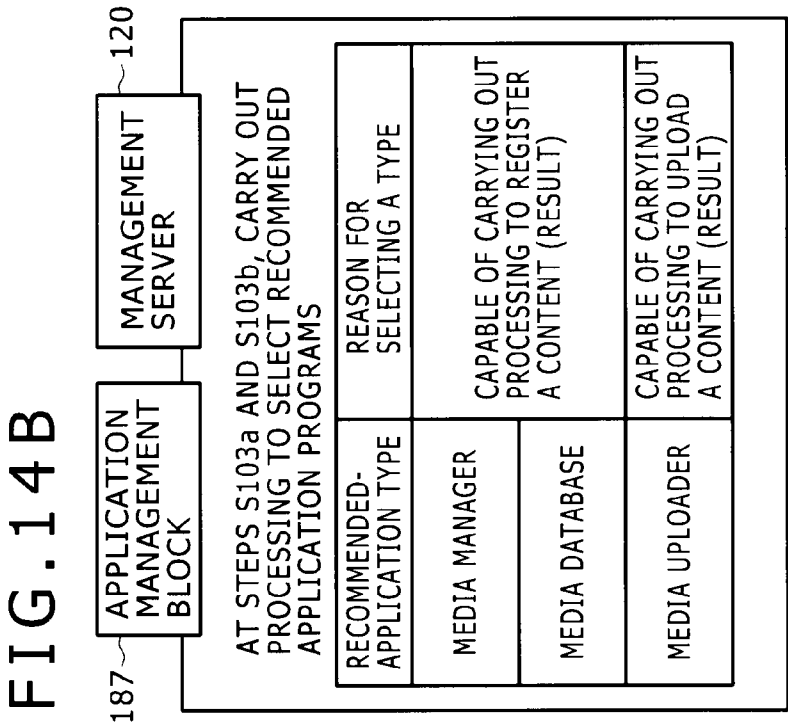 FIG.14B
187
APPLICATION
MANAGEMENT
BLOCK
MANAGEMENT
SERVER
120
AT STEPS S103a AND S103b, CARRY OUT
PROCESSING TO SELECT RECOMMENDED
APPLICATION PROGRAMS
RECOMMENDED-
APPLICATION TYPE
REASON FOR
SELECTING A TYPE
MEDIA MANAGER
CAPABLE OF CARRYING OUT
PROCESSING TO REGISTER
A CONTENT (RESULT)
MEDIA DATABASE
MEDIA UPLOADER
CAPABLE OF CARRYING OUT
PROCESSING TO UPLOAD
A CONTENT (RESULT)